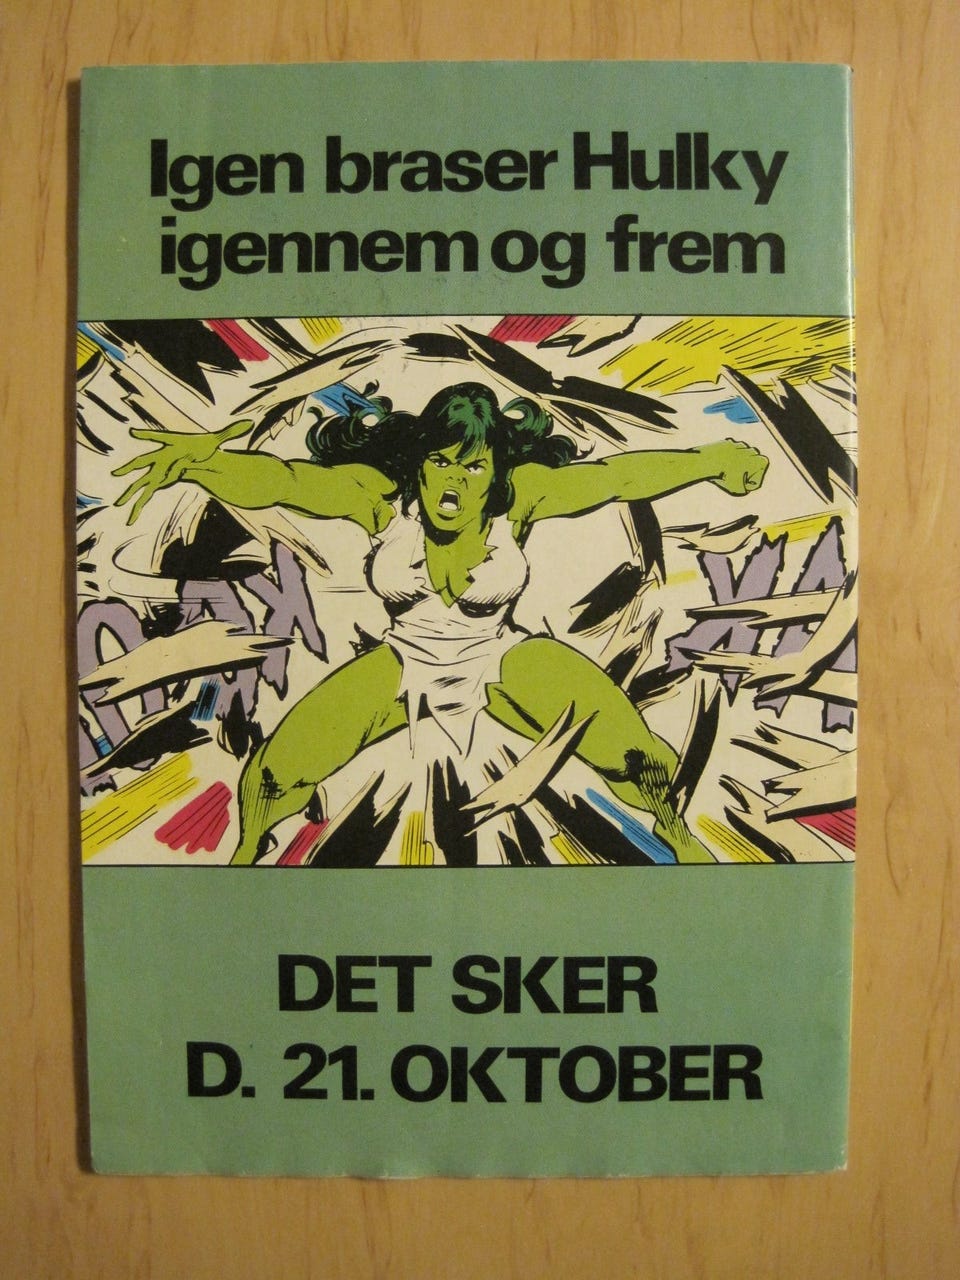 Igen braser Hulky
igennem og frem
DET SKER
D. 21. OKTOBER